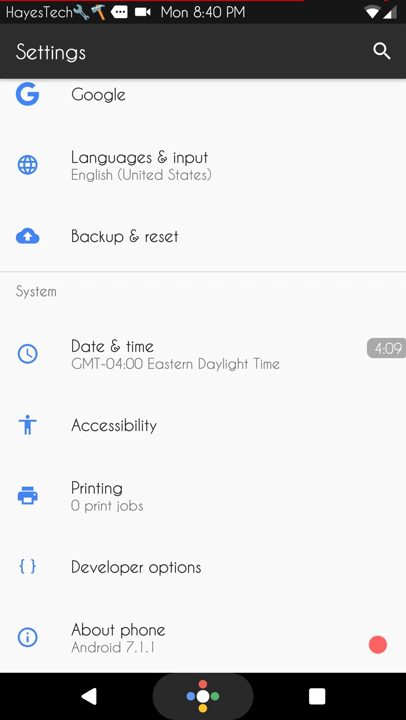 HayesTech🔧🔨 Mon 8:40 PM
Settings
Google
Languages & input
English (United States)
Backup & reset
System
Date & time
GMT-04:00 Eastern Daylight Time
4:09
Accessibility
Printing
0 print jobs
Developer options
About phone
Android 7.1.1